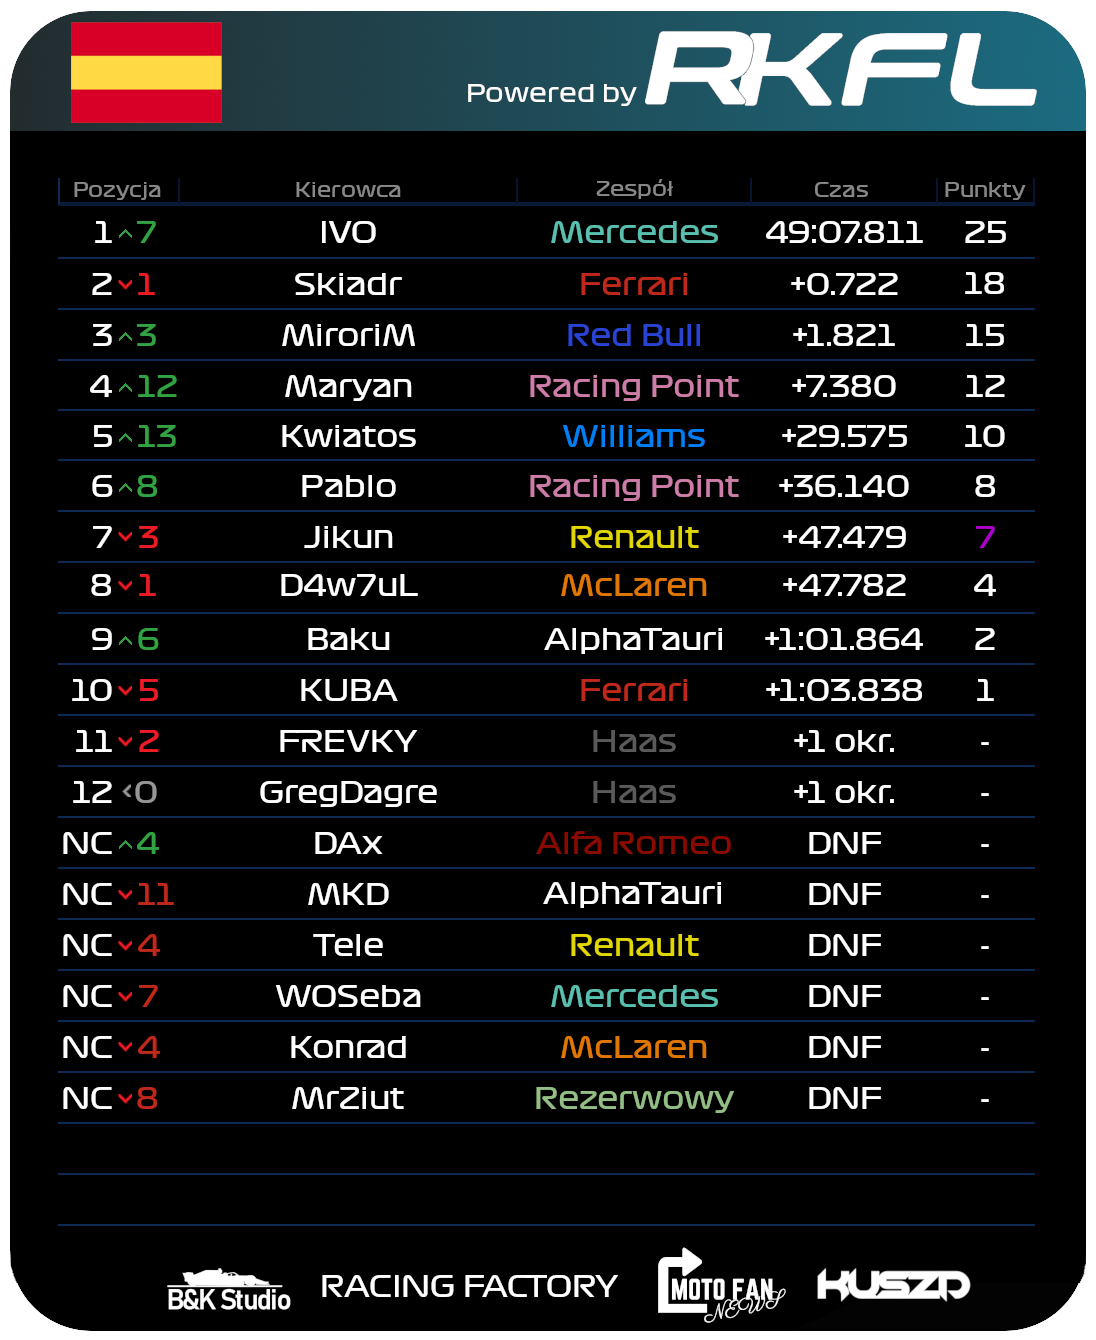 Powered by RKFL
Pozycja Kierowca Zespół Czas Punkty
1 ^7 IVO Mercedes 49:07.811 25
2 ˅1 Skiadr Ferrari +0.722 18
3 ^3 MiroriM Red Bull +1.821 15
4 ^12 Maryan Racing Point +7.380 12
5 ^13 Kwiatos Williams +29.575 10
6 ^8 Pablo Racing Point +36.140 8
7 ˅3 Jikun Renault +47.479 7
8 ˅1 D4w7uL McLaren +47.782 4
9 ^6 Baku AlphaTauri +1:01.864 2
10 ˅5 KUBA Ferrari +1:03.838 1
11 ˅2 FREVKY Haas +1 okr. -
12 <0 GregDagre Haas +1 okr. -
NC ^4 DAx Alfa Romeo DNF -
NC ˅11 MKD AlphaTauri DNF -
NC ˅4 Tele Renault DNF -
NC ˅7 WOSeba Mercedes DNF -
NC ˅4 Konrad McLaren DNF -
NC ˅8 MrZiut Rezerwowy DNF -
B&K Studio RACING FACTORY MOTO FAN NEWS KUSZD